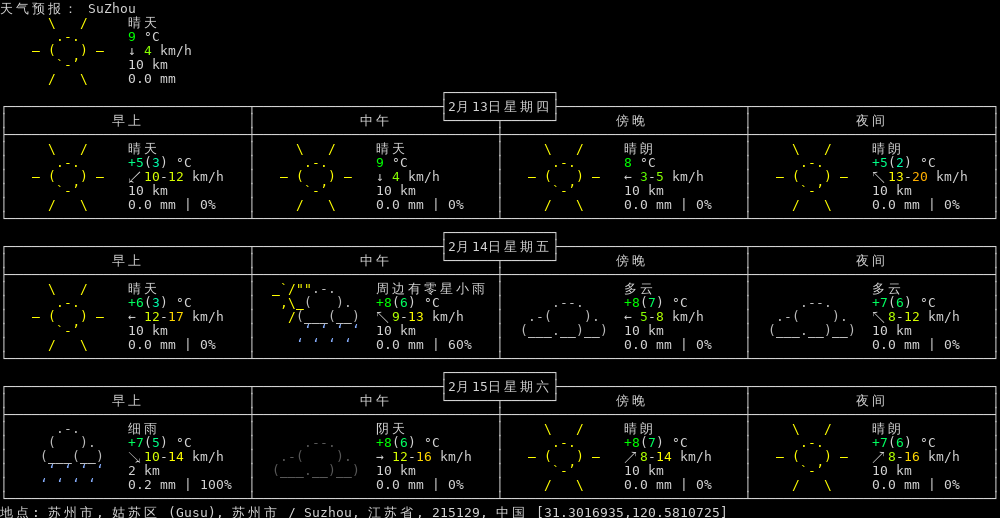 天气预报： SuZhou
晴天
9 °C
↓ 4 km/h
10 km
0.0 mm
2月13日星期四
早上 中午 傍晚 夜间
晴天 晴天 晴朗 晴朗
+5(3) °C 9 °C 8 °C +5(2) °C
↙10-12 km/h ↓ 4 km/h ← 3-5 km/h ↖13-20 km/h
10 km 10 km 10 km 10 km
0.0 mm | 0% 0.0 mm | 0% 0.0 mm | 0% 0.0 mm | 0%
2月14日星期五
早上 中午 傍晚 夜间
晴天 周边有零星小雨 多云 多云
+6(3) °C +8(6) °C +8(7) °C +7(6) °C
← 12-17 km/h ↖9-13 km/h ← 5-8 km/h ↖8-12 km/h
10 km 10 km 10 km 10 km
0.0 mm | 0% 0.0 mm | 60% 0.0 mm | 0% 0.0 mm | 0%
2月15日星期六
早上 中午 傍晚 夜间
细雨 阴天 晴朗 晴朗
+7(5) °C +8(6) °C +8(7) °C +7(6) °C
↘10-14 km/h → 12-16 km/h ↗8-14 km/h ↗8-16 km/h
2 km 10 km 10 km 10 km
0.2 mm | 100% 0.0 mm | 0% 0.0 mm | 0% 0.0 mm | 0%
地点: 苏州市, 姑苏区 (Gusu), 苏州市 / Suzhou, 江苏省, 215129, 中国 [31.3016935,120.5810725]